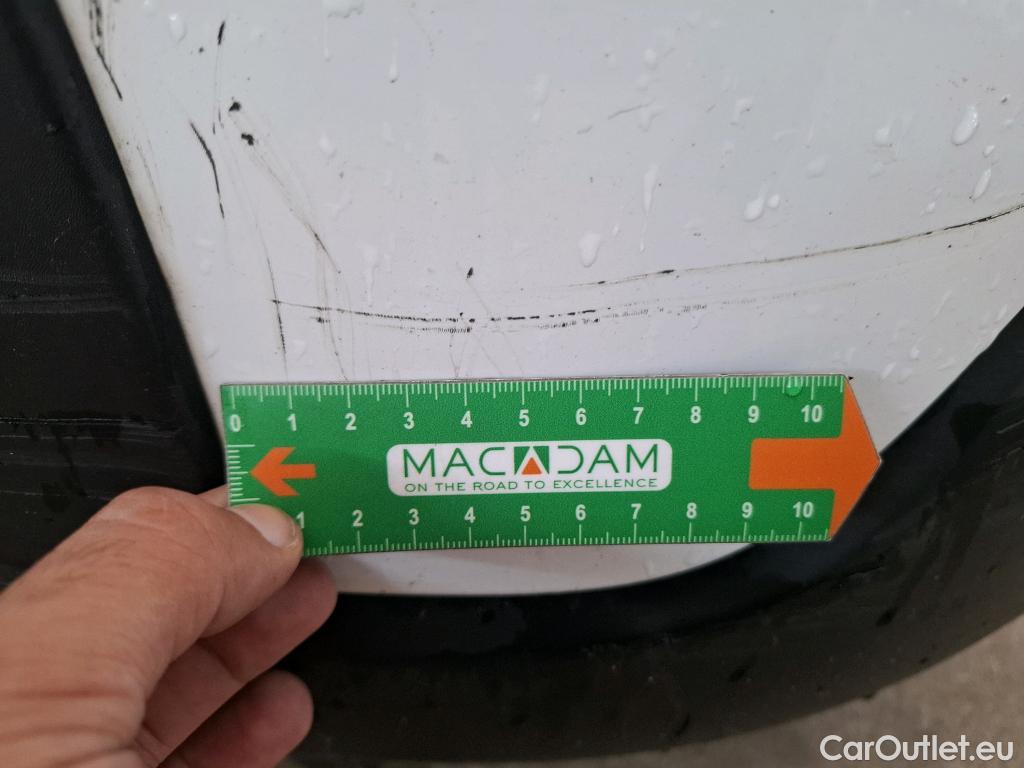 0 1 2 3 4 5 6 7 8 9 10
MACADAM
ON THE ROAD TO EXCELLENCE
1 2 3 4 5 6 7 8 9 10
CarOutlet.eu